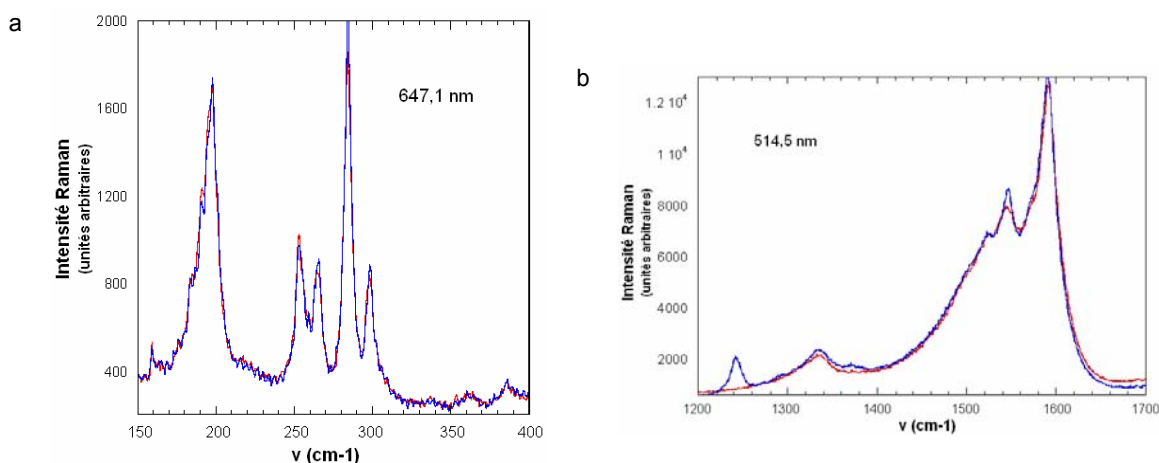 a
Intensité Raman
(unités arbitraires)
2000
1600
1200
800
400
647,1 nm
150 200 250 300 350 400
ν (cm-1)
b
Intensité Raman
(unités arbitraires)
1.2 10⁴
1 10⁴
8000
6000
4000
2000
514,5 nm
1200 1300 1400 1500 1600 1700
ν (cm-1)